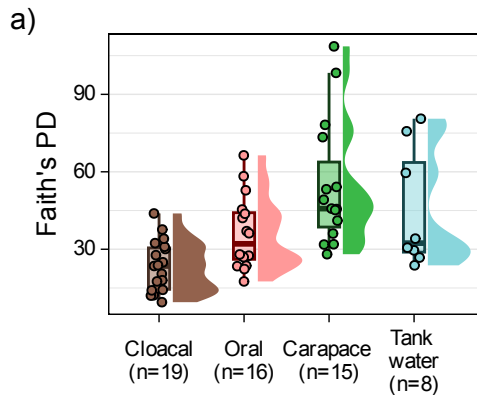 a)
Faith's PD
90
60
30
Cloacal
(n=19)
Oral
(n=16)
Carapace
(n=15)
Tank
water
(n=8)